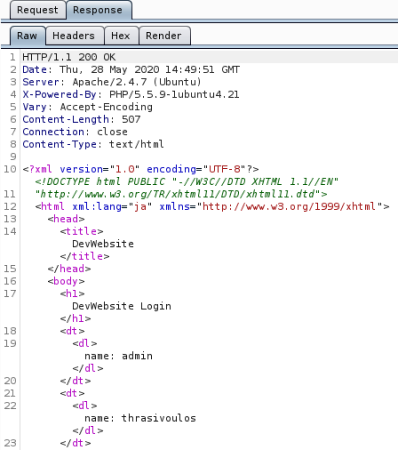 Request Response
Raw Headers Hex Render
1 HTTP/1.1 200 OK
2 Date: Thu, 28 May 2020 14:49:51 GMT
3 Server: Apache/2.4.7 (Ubuntu)
4 X-Powered-By: PHP/5.5.9-1ubuntu4.21
5 Vary: Accept-Encoding
6 Content-Length: 507
7 Connection: close
8 Content-Type: text/html
9
10 <?xml version="1.0" encoding="UTF-8"?>
<!DOCTYPE html PUBLIC "-//W3C//DTD XHTML 1.1//EN"
11 "http://www.w3.org/TR/xhtml11/DTD/xhtml11.dtd">
12 <html xml:lang="ja" xmlns="http://www.w3.org/1999/xhtml">
13 <head>
14 <title>
DevWebsite
</title>
15 </head>
16 <body>
17 <h1>
DevWebsite Login
</h1>
18 <dt>
19 <dl>
name: admin
</dl>
20 </dt>
21 <dt>
22 <dl>
name: thrasivoulos
</dl>
23 </dt>